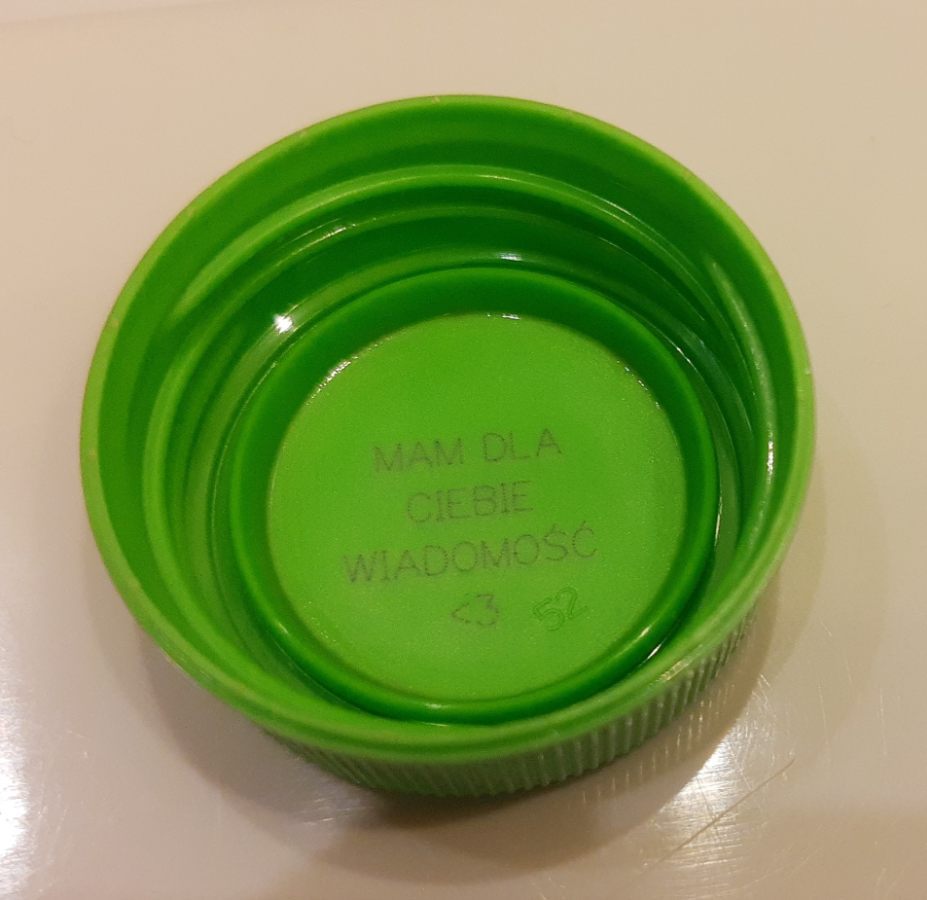 MAM DLA
CIEBIE
WIADOMOŚĆ
<3 52